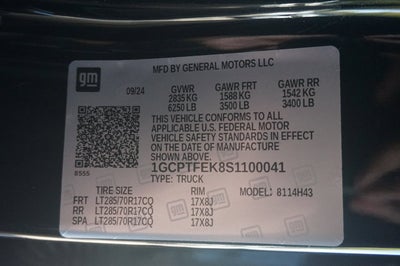 gm
MFD BY GENERAL MOTORS LLC
09/24 GVWR GAWR FRT GAWR RR
2835 KG 1588 KG 1542 KG
6250 LB 3500 LB 3400 LB
THIS VEHICLE CONFORMS TO ALL
APPLICABLE U.S. FEDERAL MOTOR
VEHICLE SAFETY STANDARDS IN EFFECT
ON THE DATE OF MANUFACTURE
SHOWN ABOVE.
1GCPTFEK8S1100041
TYPE: TRUCK
TIRE SIZE RIM MODEL: 8114H43
FRT LT285/70R17CQ 17X8J
RR LT285/70R17CQ 17X8J
SPA LT285/70R17CQ 17X8J